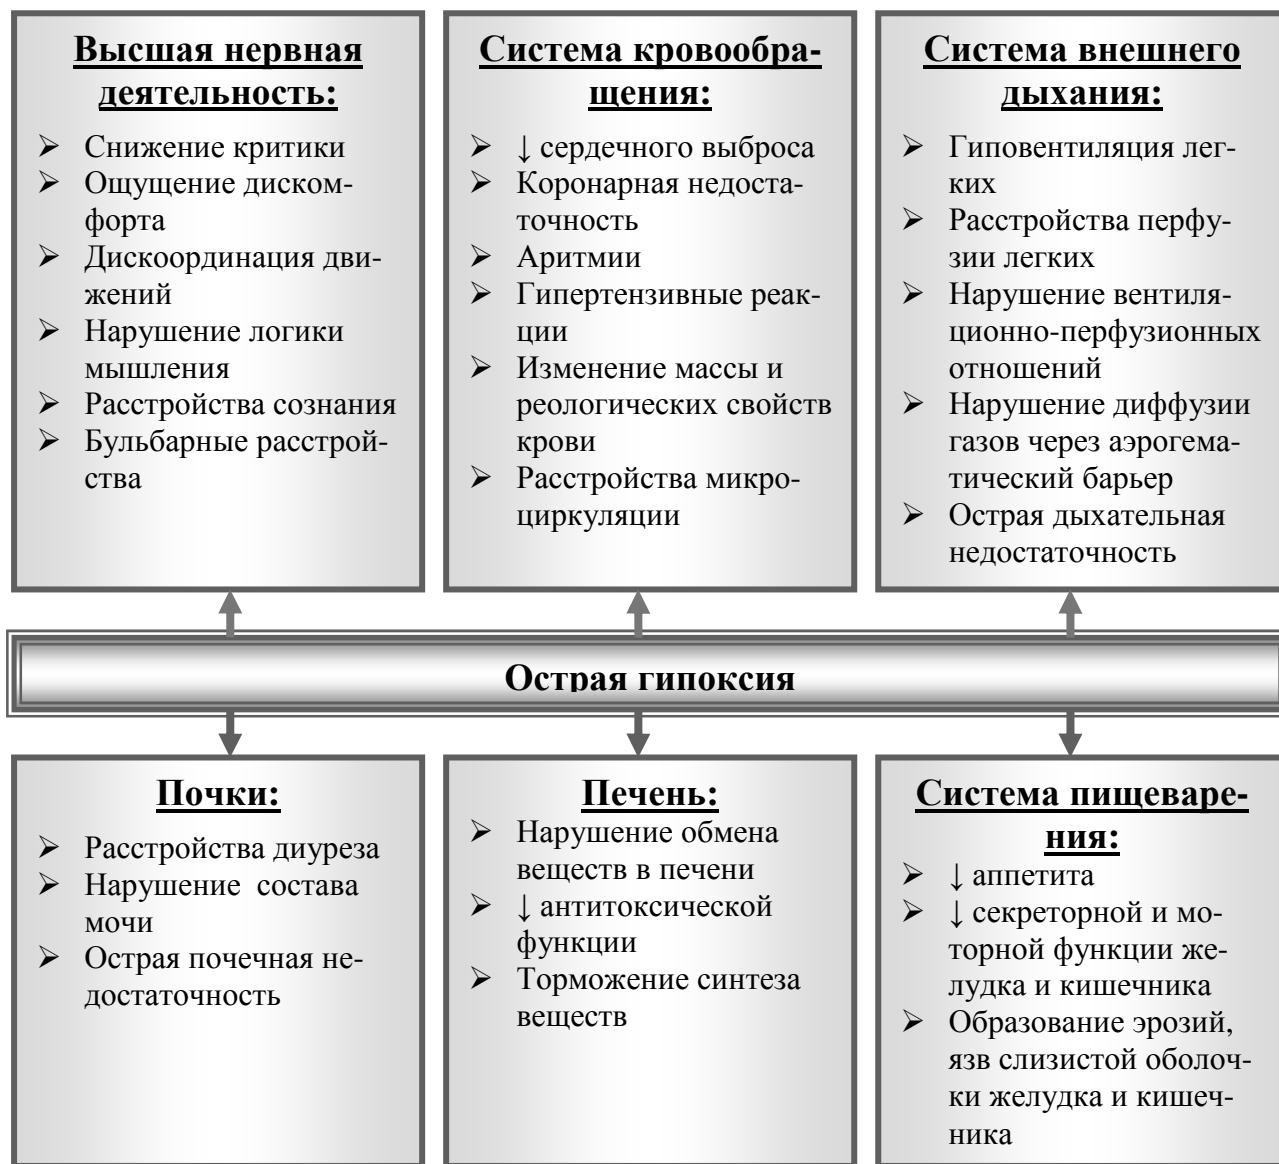 Высшая нервная
деятельность:
➢ Снижение критики
➢ Ощущение диском-
форта
➢ Дискоординация дви-
жений
➢ Нарушение логики
мышления
➢ Расстройства сознания
➢ Бульбарные расстрой-
ства
Система кровообра-
щения:
➢ ↓ сердечного выброса
➢ Коронарная недоста-
точность
➢ Аритмии
➢ Гипертензивные реак-
ции
➢ Изменение массы и
реологических свойств
крови
➢ Расстройства микро-
циркуляции
Система внешнего
дыхания:
➢ Гиповентиляция лег-
ких
➢ Расстройства перфу-
зии легких
➢ Нарушение вентиля-
ционно-перфузионных
отношений
➢ Нарушение диффузии
газов через аэрогема-
тический барьер
➢ Острая дыхательная
недостаточность
Острая гипоксия
Почки:
➢ Расстройства диуреза
➢ Нарушение состава
мочи
➢ Острая почечная не-
достаточность
Печень:
➢ Нарушение обмена
веществ в печени
➢ ↓ антитоксической
функции
➢ Торможение синтеза
веществ
Система пищеваре-
ния:
➢ ↓ аппетита
➢ ↓ секреторной и мо-
торной функции же-
лудка и кишечника
➢ Образование эрозий,
язв слизистой оболоч-
ки желудка и кишеч-
ника